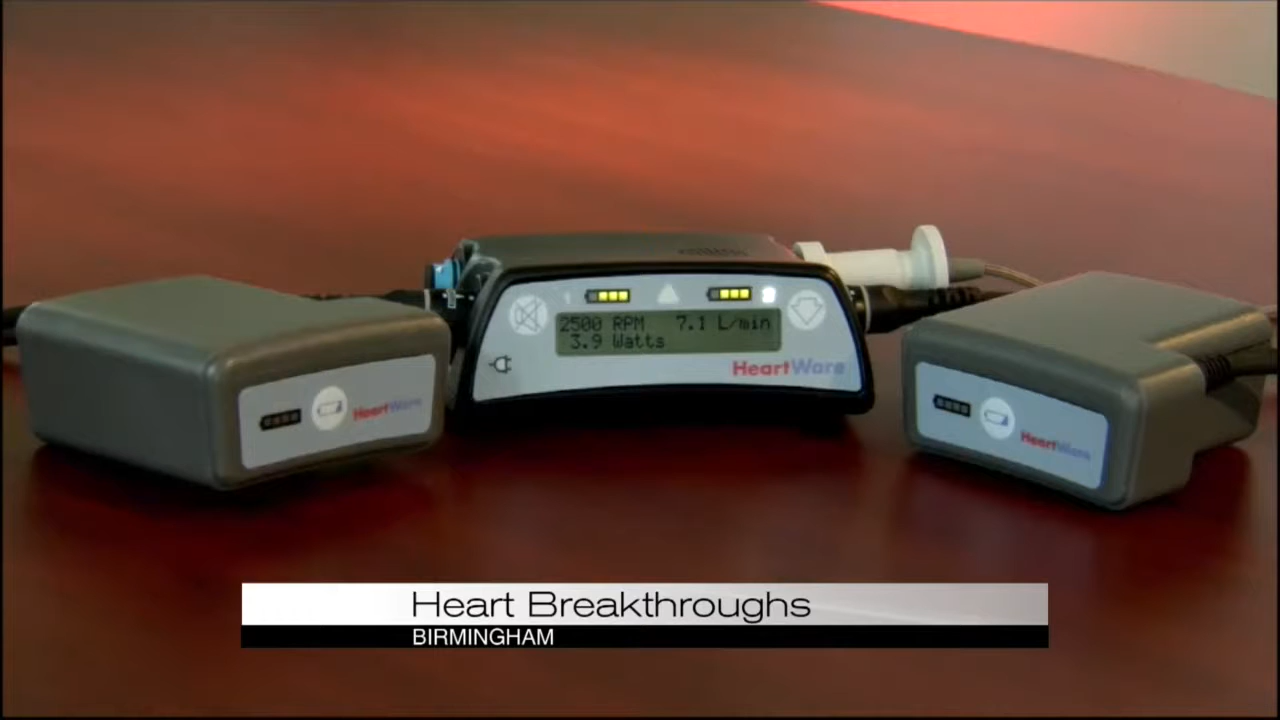 2500 RPM 7.1 L/min
3.9 Watts
HeartWare
HeartWare
HeartWare
Heart Breakthroughs
BIRMINGHAM